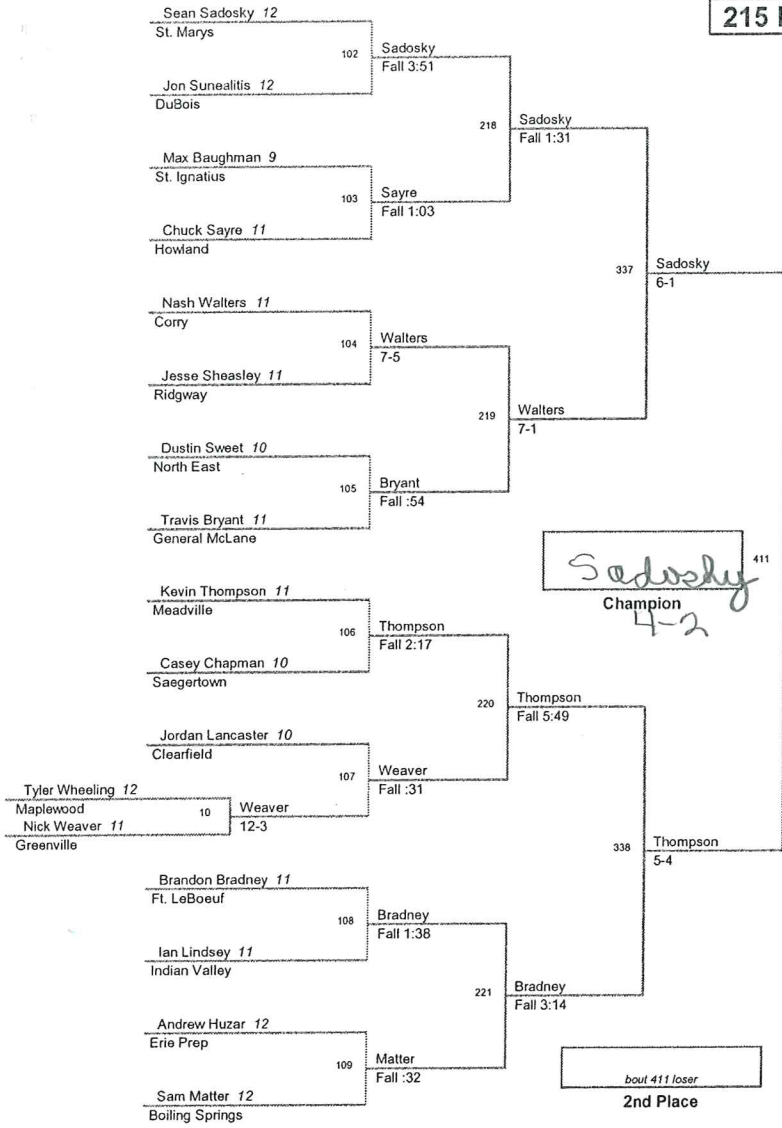 215
Sean Sadosky 12
St. Marys
102
Sadosky
Fall 3:51
Jon Sunealitis 12
DuBois
218
Sadosky
Fall 1:31
Max Baughman 9
St. Ignatius
103
Sayre
Fall 1:03
Chuck Sayre 11
Howland
337
Sadosky
6-1
Nash Walters 11
Corry
104
Walters
7-5
Jesse Sheasley 11
Ridgway
219
Walters
7-1
Dustin Sweet 10
North East
105
Bryant
Fall :54
Travis Bryant 11
General McLane
Sadosky
411
Champion
4-2
Kevin Thompson 11
Meadville
106
Thompson
Fall 2:17
Casey Chapman 10
Saegertown
220
Thompson
Fall 5:49
Jordan Lancaster 10
Clearfield
107
Weaver
Fall :31
Tyler Wheeling 12
Maplewood
10
Weaver
12-3
Nick Weaver 11
Greenville
338
Thompson
5-4
Brandon Bradney 11
Ft. LeBoeuf
108
Bradney
Fall 1:38
Ian Lindsey 11
Indian Valley
221
Bradney
Fall 3:14
Andrew Huzar 12
Erie Prep
109
Matter
Fall :32
Sam Matter 12
Boiling Springs
bout 411 loser
2nd Place